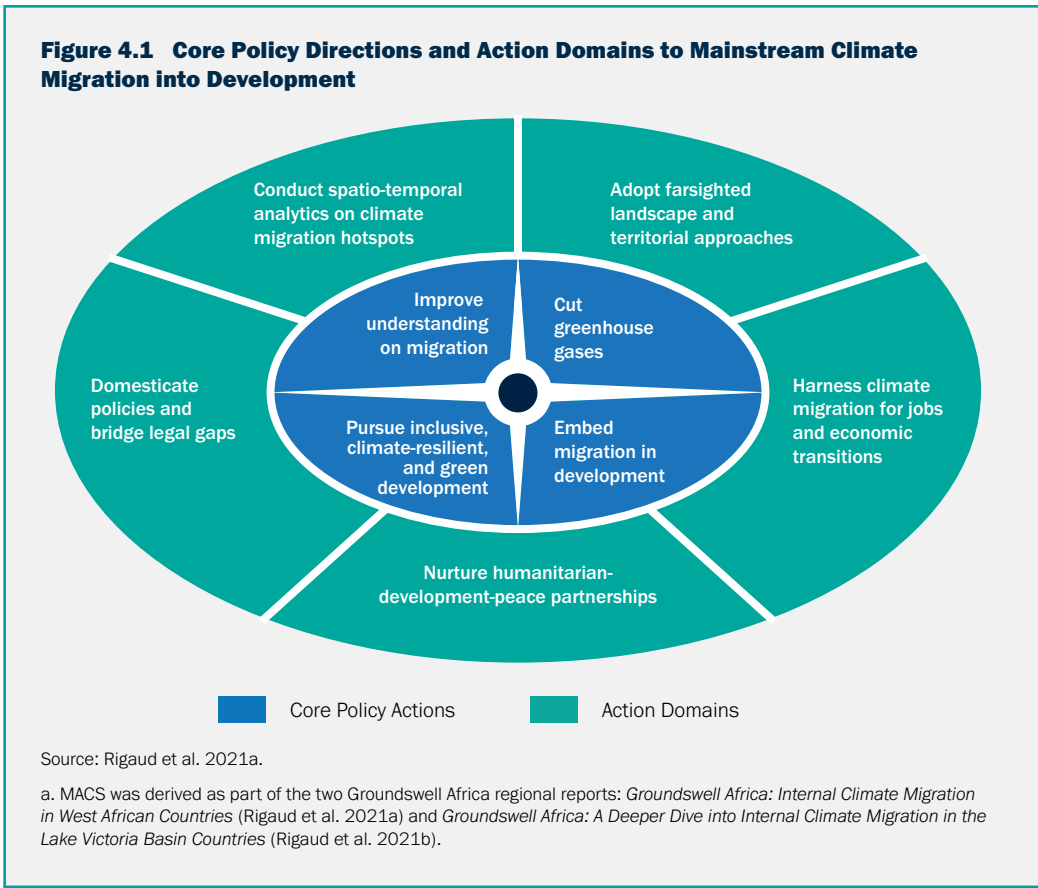 Figure 4.1 Core Policy Directions and Action Domains to Mainstream Climate
Migration into Development
Conduct spatio-temporal
analytics on climate
migration hotspots
Adopt farsighted
landscape and
territorial approaches
Improve
understanding
on migration
Cut
greenhouse
gases
Domesticate
policies and
bridge legal gaps
Harness climate
migration for jobs
and economic
transitions
Pursue inclusive,
climate-resilient,
and green
development
Embed
migration in
development
Nurture humanitarian-
development-peace partnerships
Core Policy Actions
Action Domains
Source: Rigaud et al. 2021a.
a. MACS was derived as part of the two Groundswell Africa regional reports: Groundswell Africa: Internal Climate Migration
in West African Countries (Rigaud et al. 2021a) and Groundswell Africa: A Deeper Dive into Internal Climate Migration in the
Lake Victoria Basin Countries (Rigaud et al. 2021b).